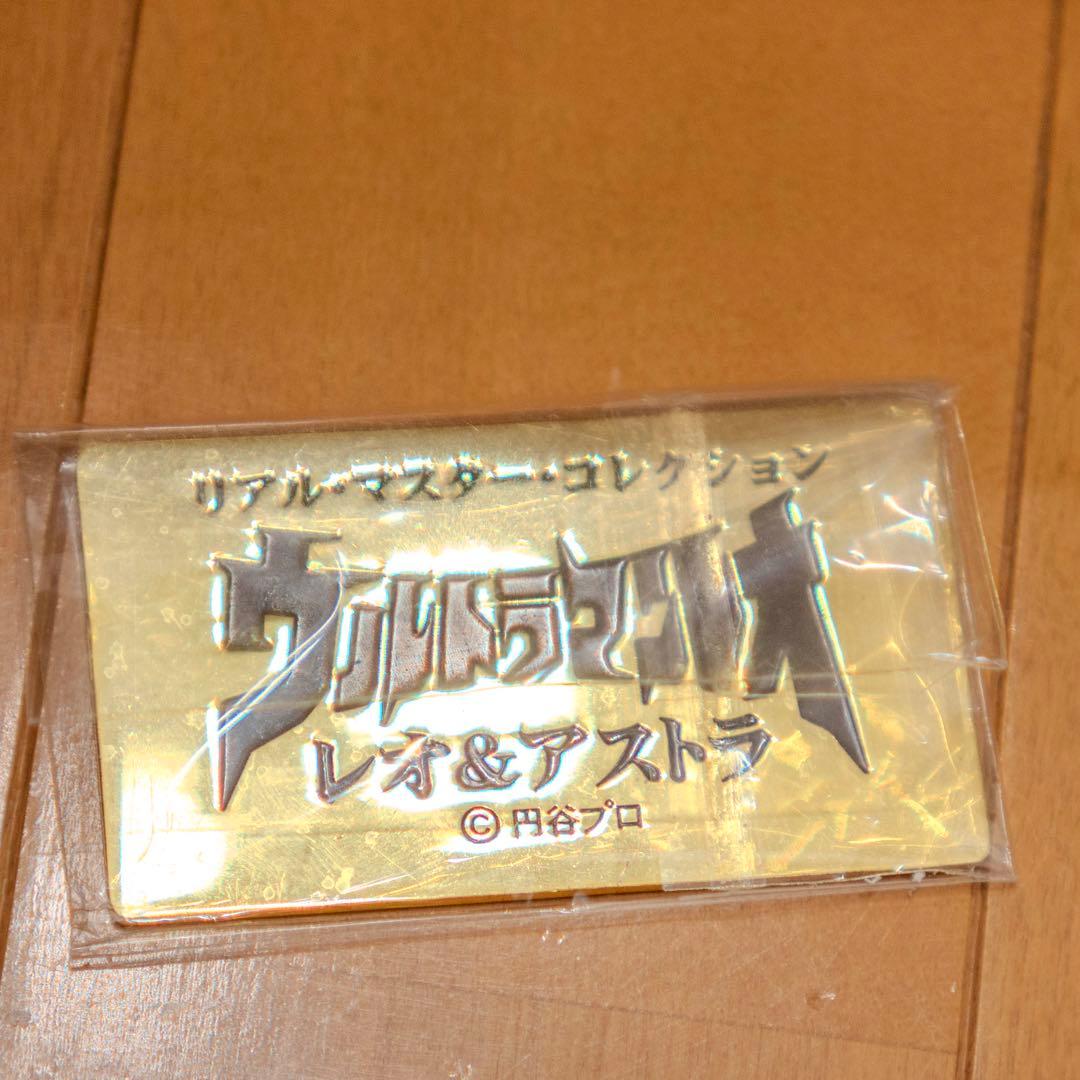 リアル・マスター・コレクション
ウルトラマンレオ
レオ&アストラ
© 円谷プロ